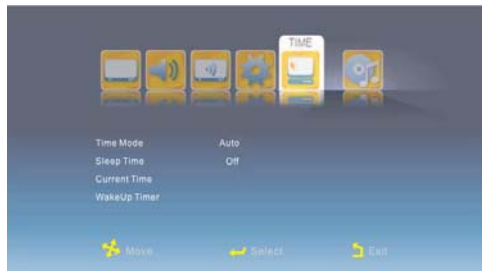 TIME
Time Mode Auto
Sleep Time Off
Current Time
WakeUp Timer
Move Select Exit